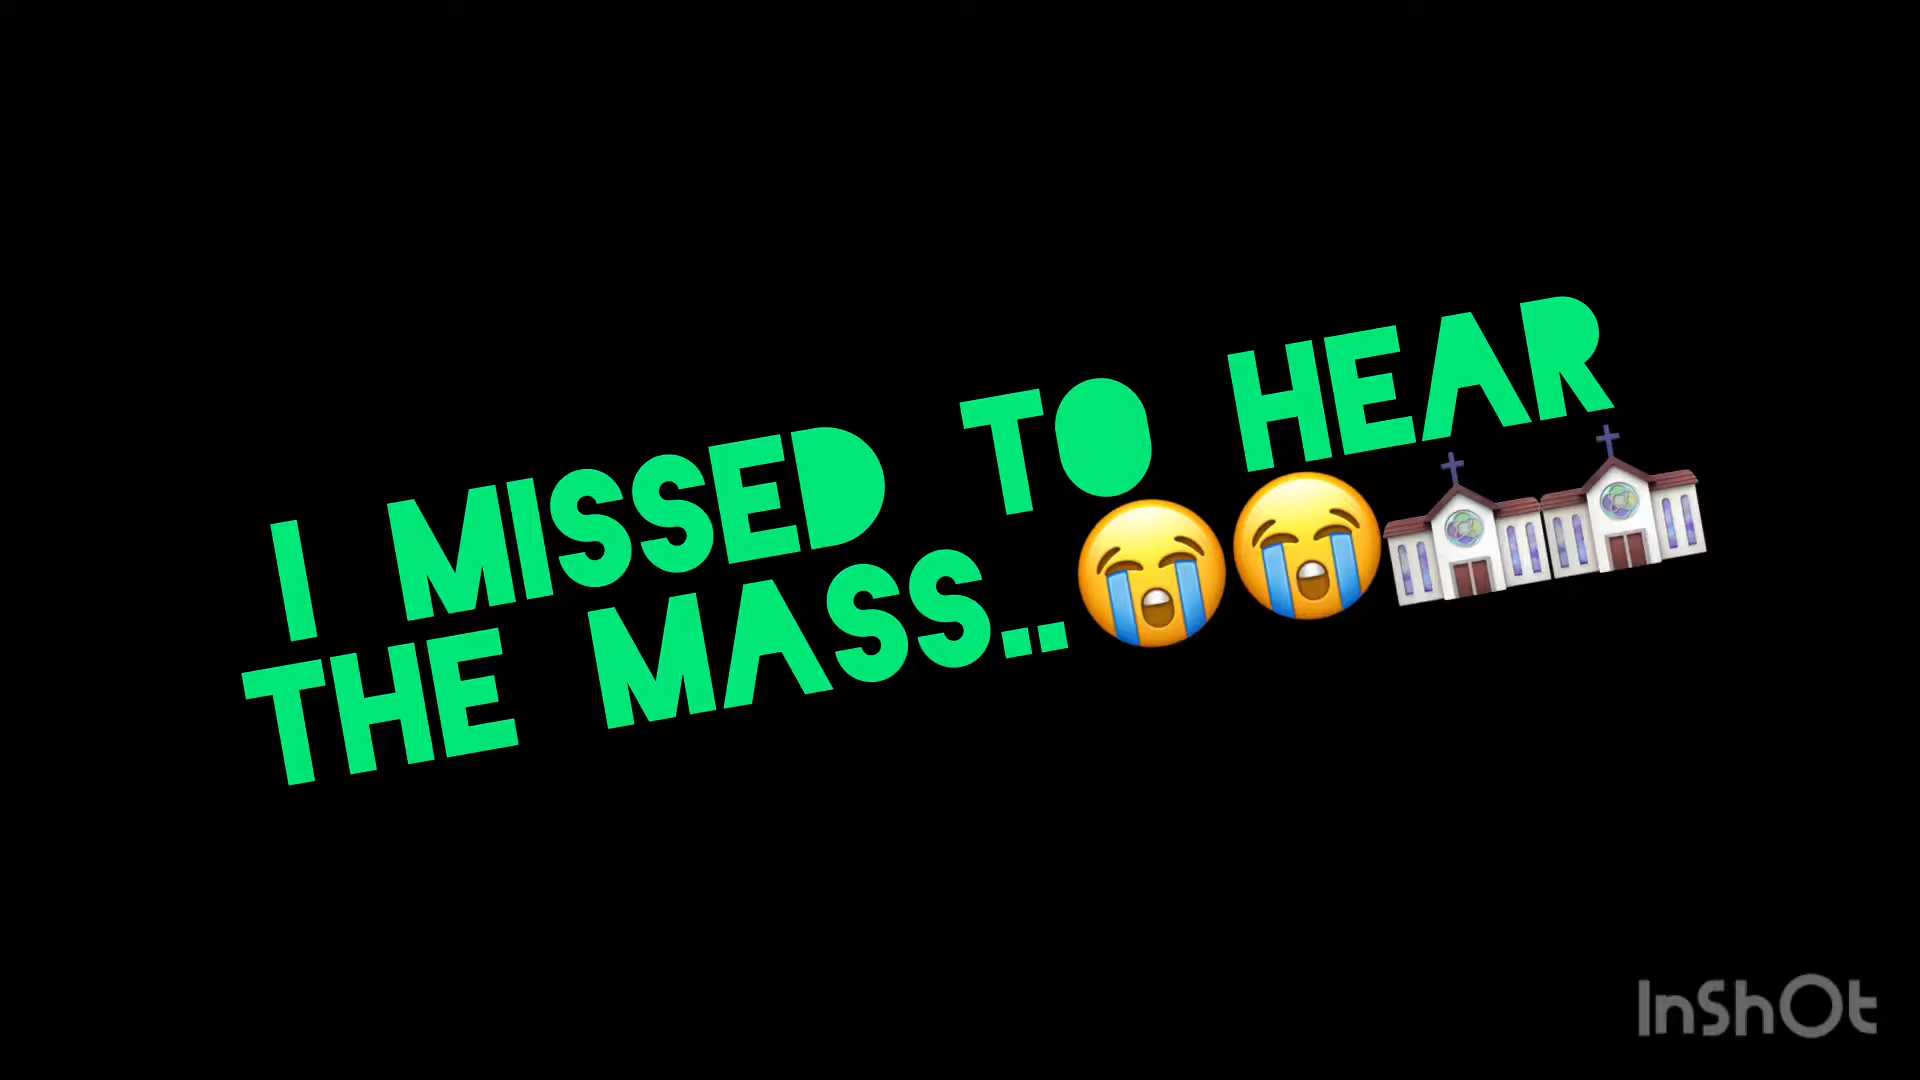 I MISSED TO HEAR
THE MASS..😭😭⛪⛪
InShOt